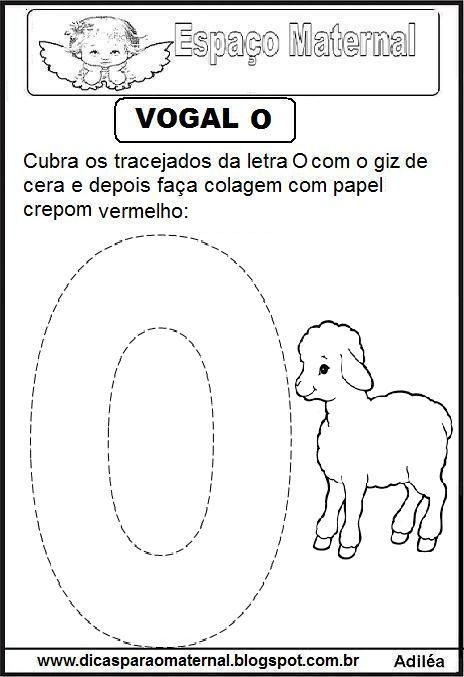 Espaço Maternal
VOGAL O
Cubra os tracejados da letra O com o giz de
cera e depois faça colagem com papel
crepom vermelho:
O
www.dicasparaomaternal.blogspot.com.br Adiléa